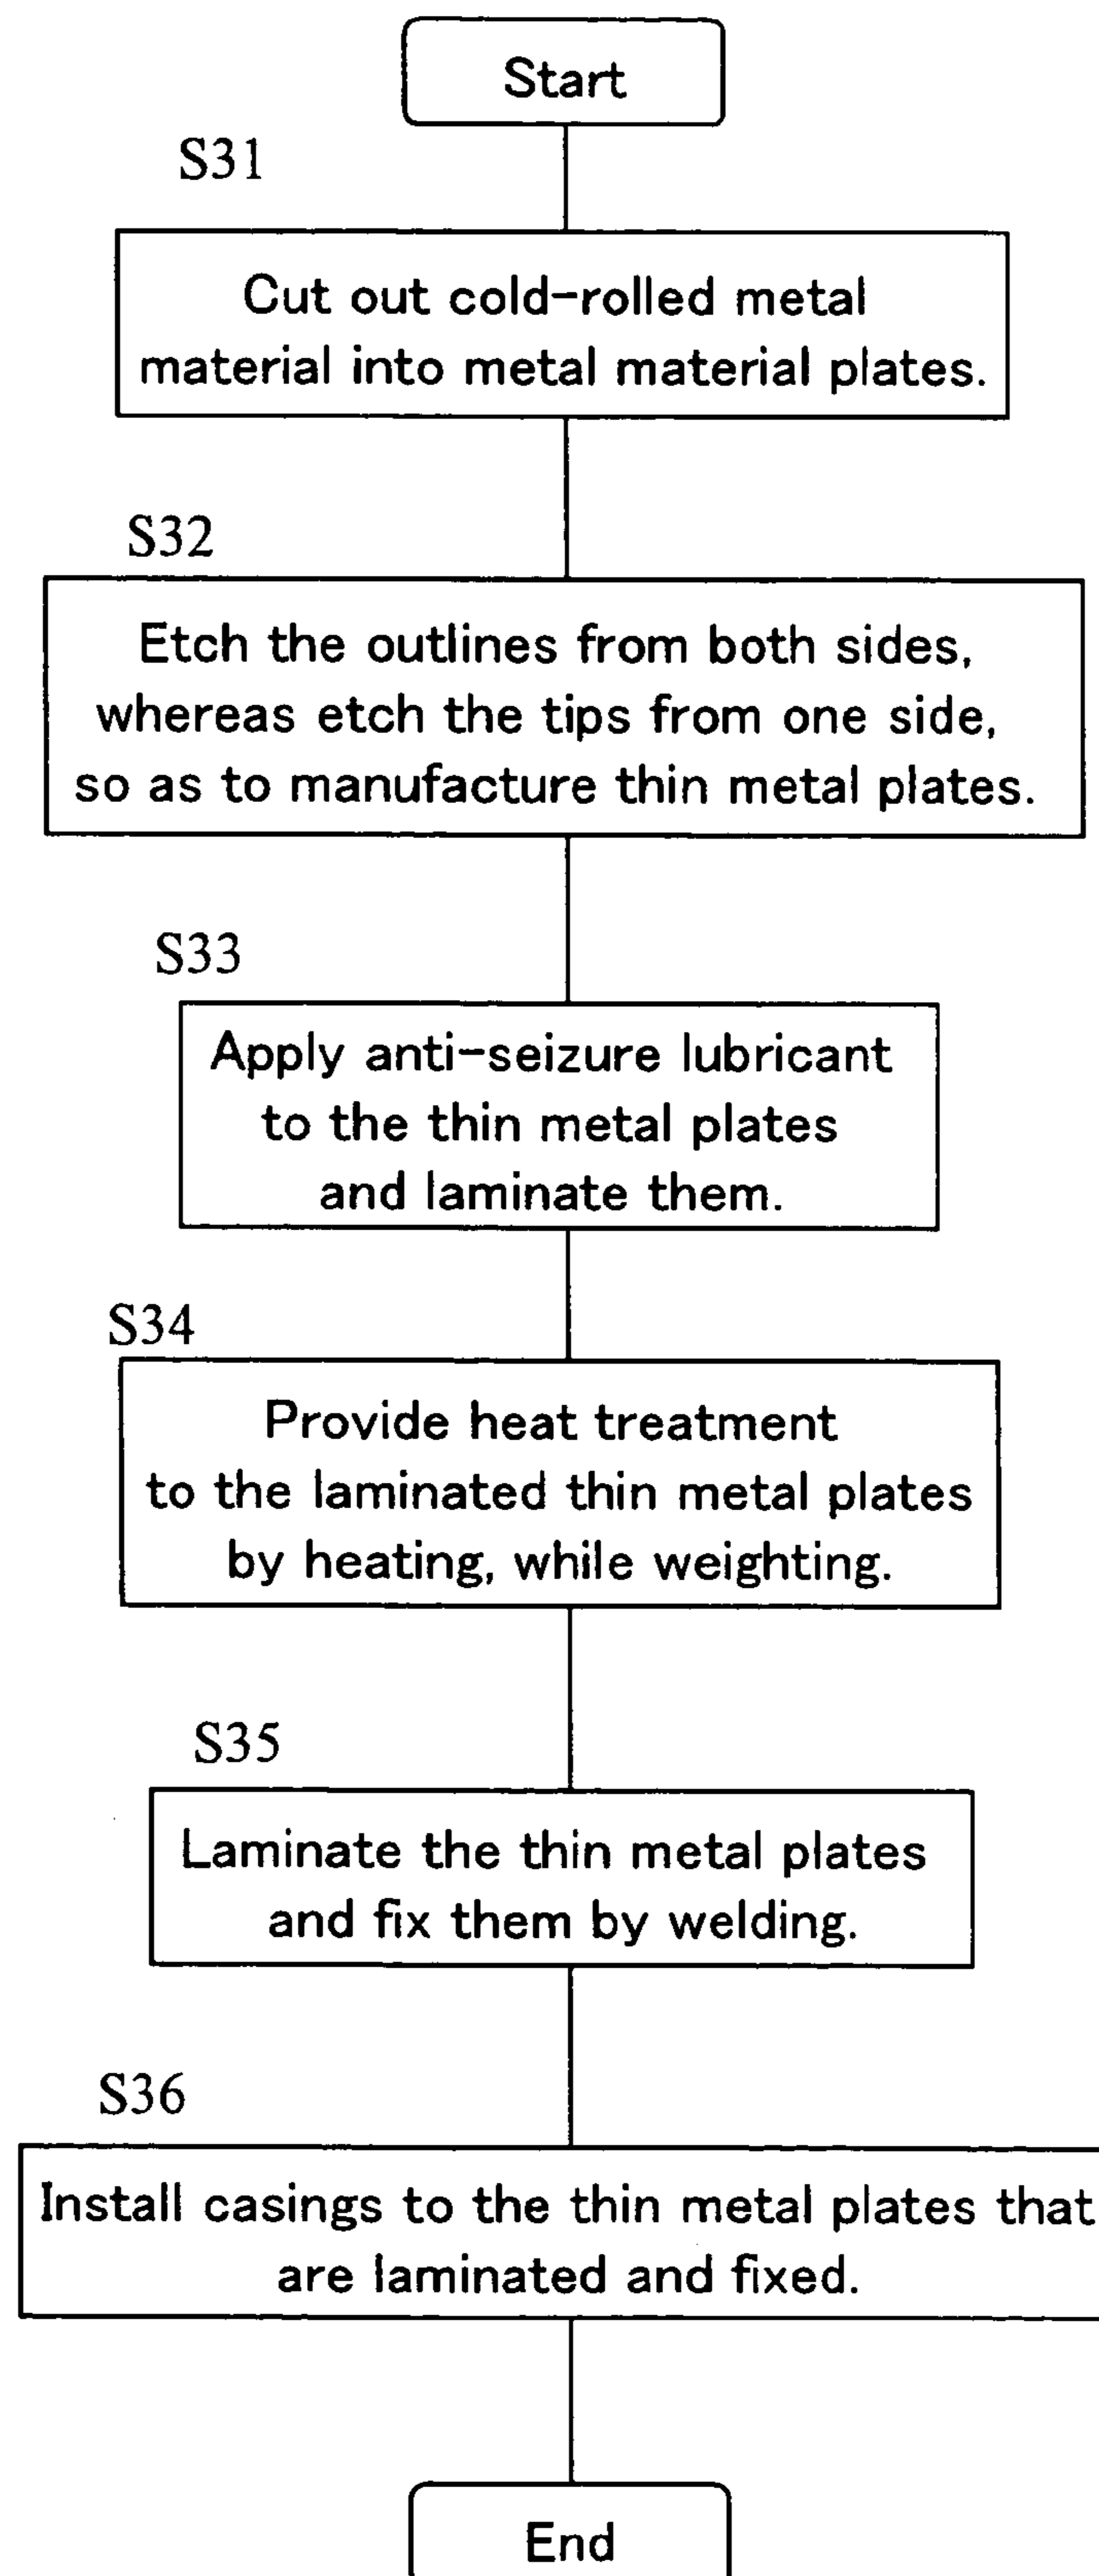 Start
S31
Cut out cold-rolled metal
material into metal material plates.
S32
Etch the outlines from both sides,
whereas etch the tips from one side,
so as to manufacture thin metal plates.
S33
Apply anti-seizure lubricant
to the thin metal plates
and laminate them.
S34
Provide heat treatment
to the laminated thin metal plates
by heating, while weighting.
S35
Laminate the thin metal plates
and fix them by welding.
S36
Install casings to the thin metal plates that
are laminated and fixed.
End